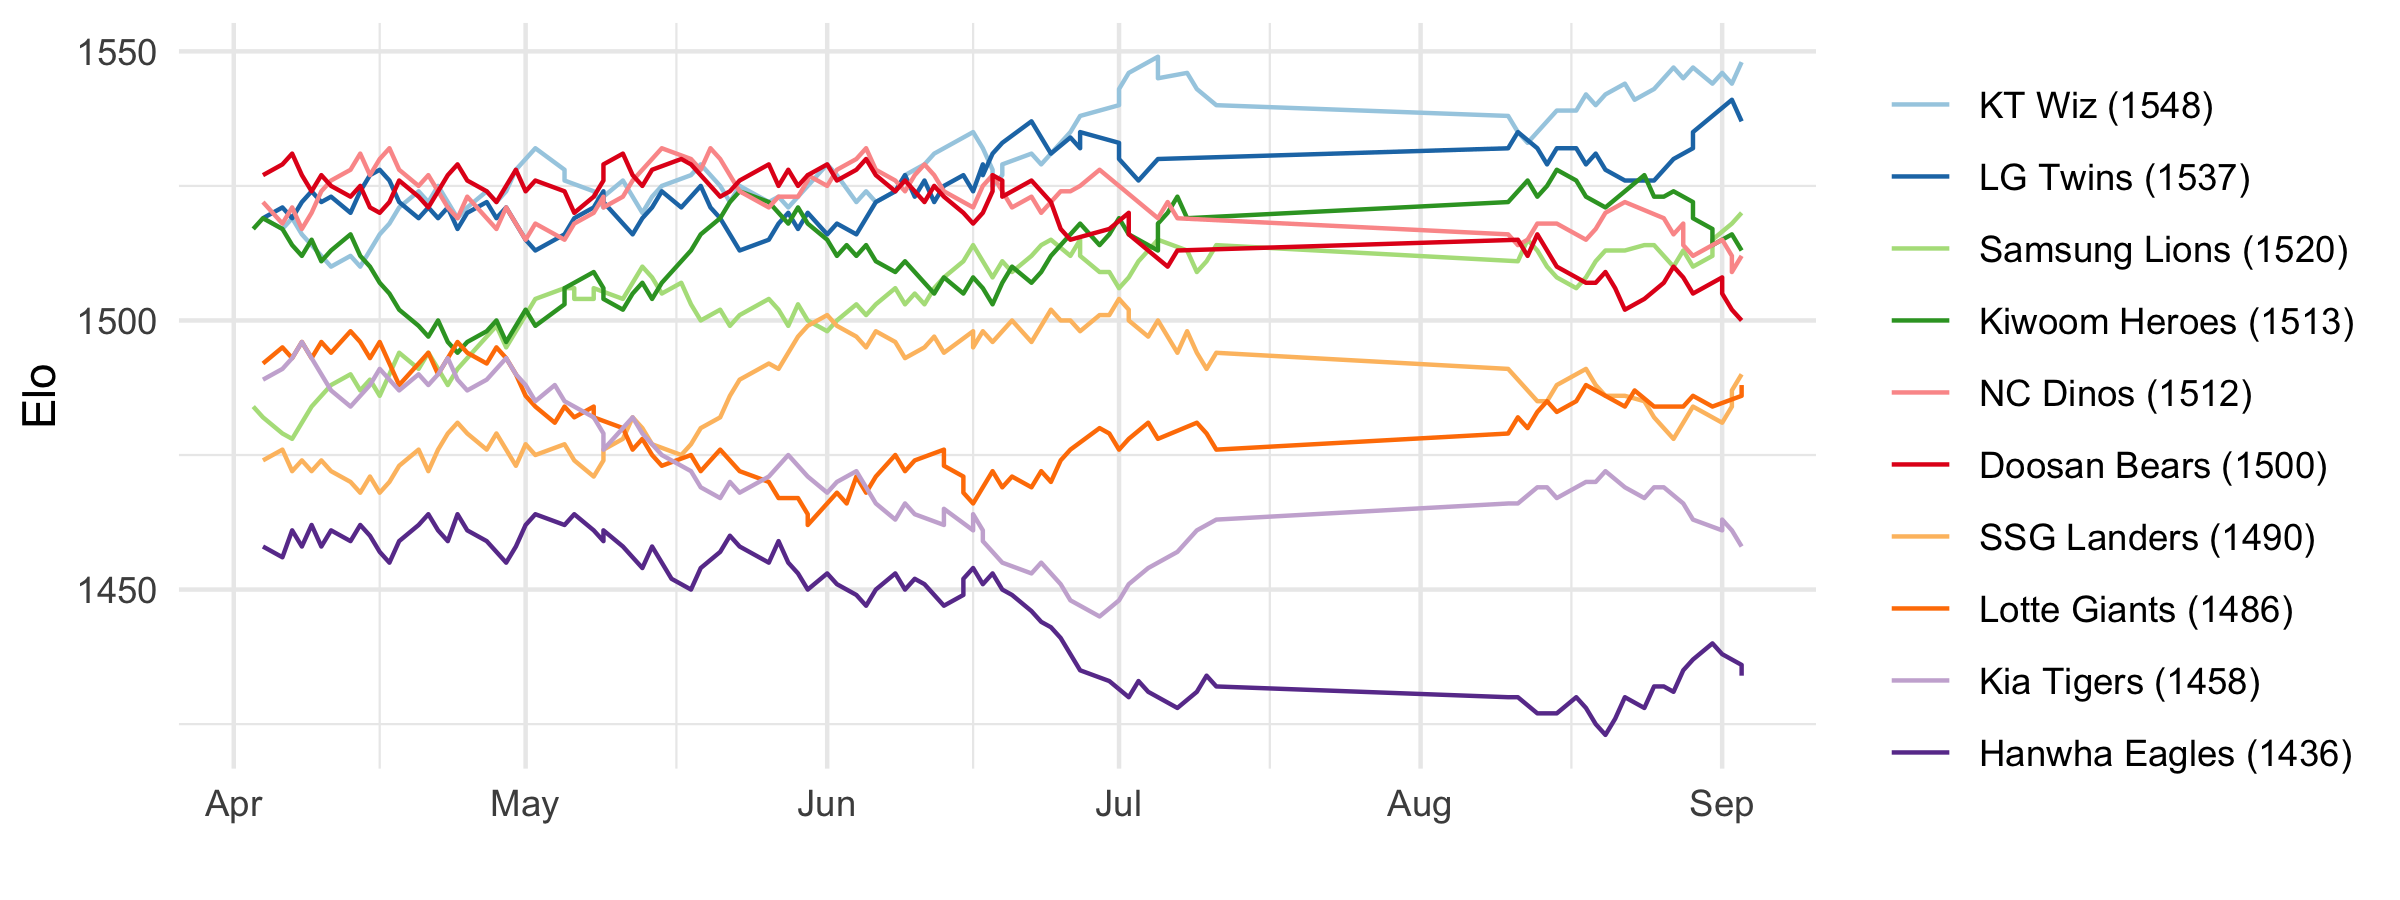 Elo
1550
1500
1450
Apr May Jun Jul Aug Sep
KT Wiz (1548)
LG Twins (1537)
Samsung Lions (1520)
Kiwoom Heroes (1513)
NC Dinos (1512)
Doosan Bears (1500)
SSG Landers (1490)
Lotte Giants (1486)
Kia Tigers (1458)
Hanwha Eagles (1436)